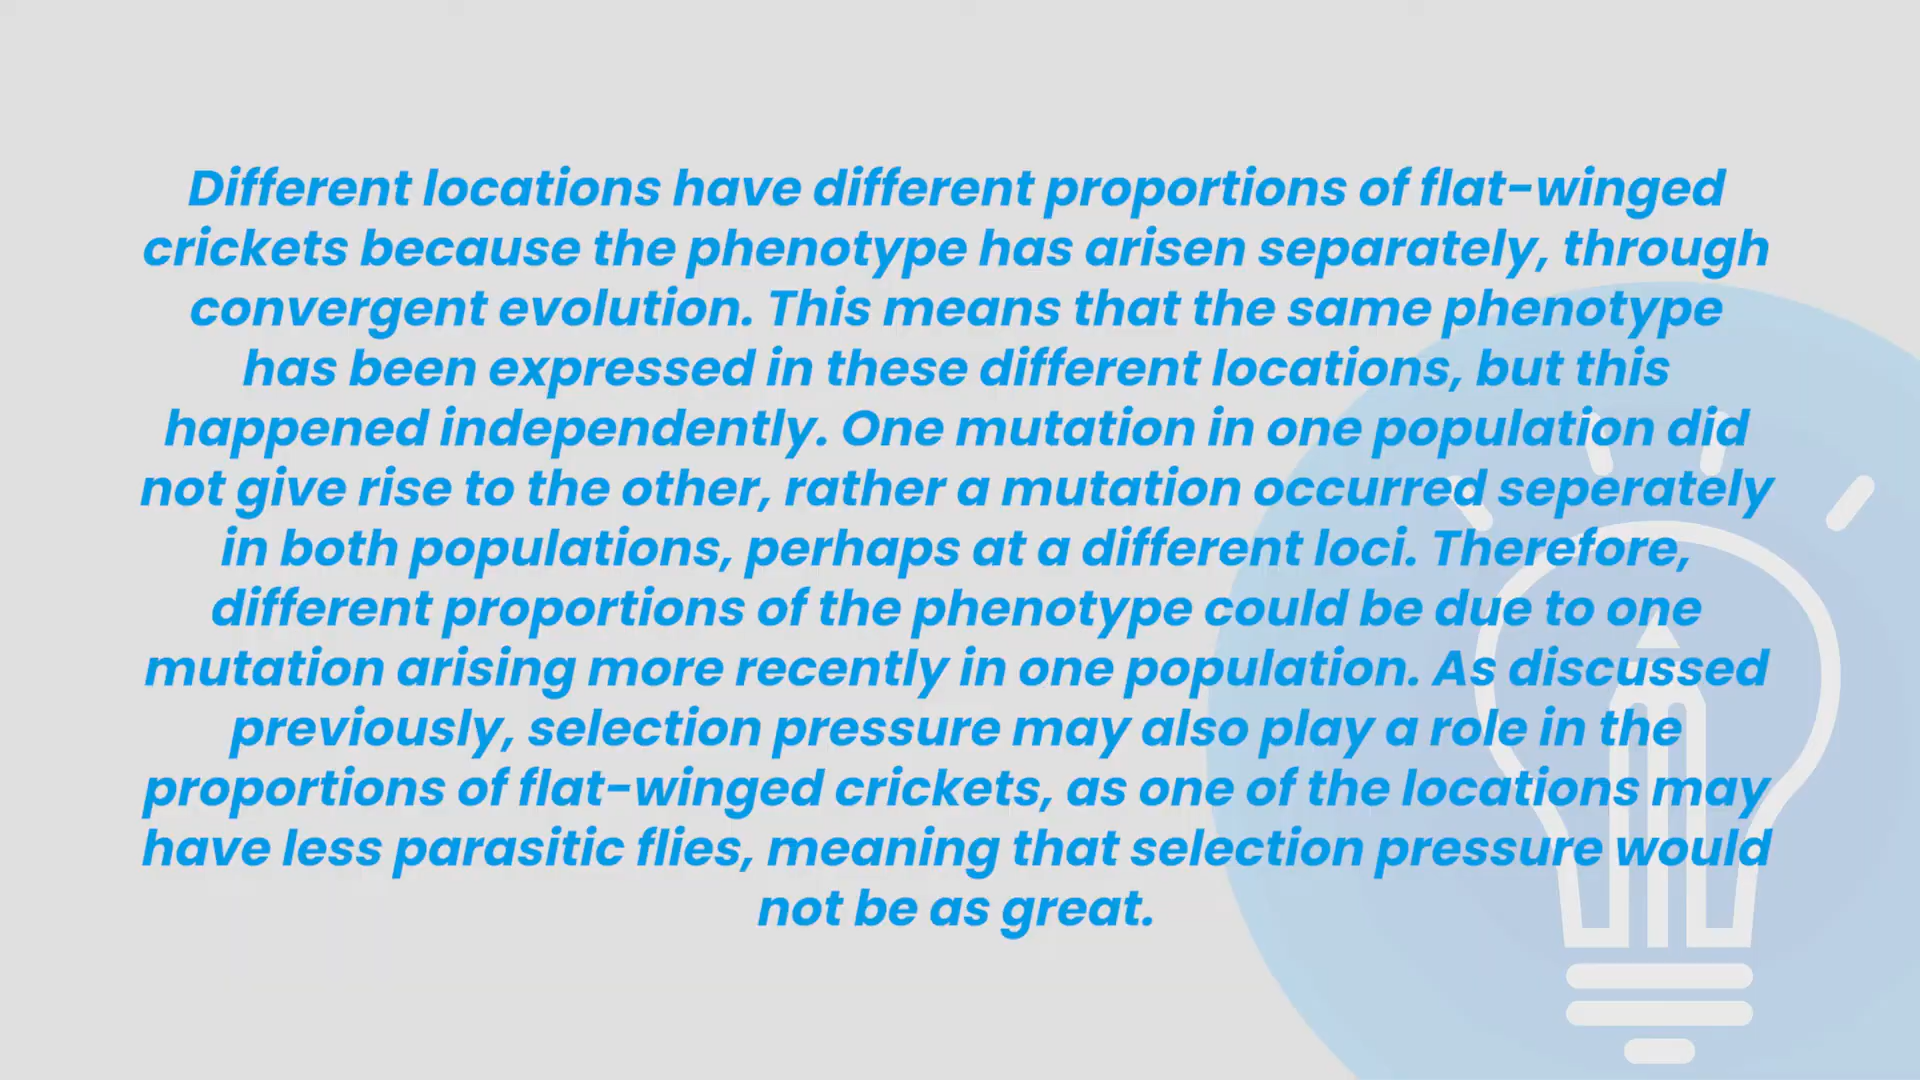 Different locations have different proportions of flat-winged
crickets because the phenotype has arisen separately, through
convergent evolution. This means that the same phenotype
has been expressed in these different locations, but this
happened independently. One mutation in one population did
not give rise to the other, rather a mutation occurred seperately
in both populations, perhaps at a different loci. Therefore,
different proportions of the phenotype could be due to one
mutation arising more recently in one population. As discussed
previously, selection pressure may also play a role in the
proportions of flat-winged crickets, as one of the locations may
have less parasitic flies, meaning that selection pressure would
not be as great.